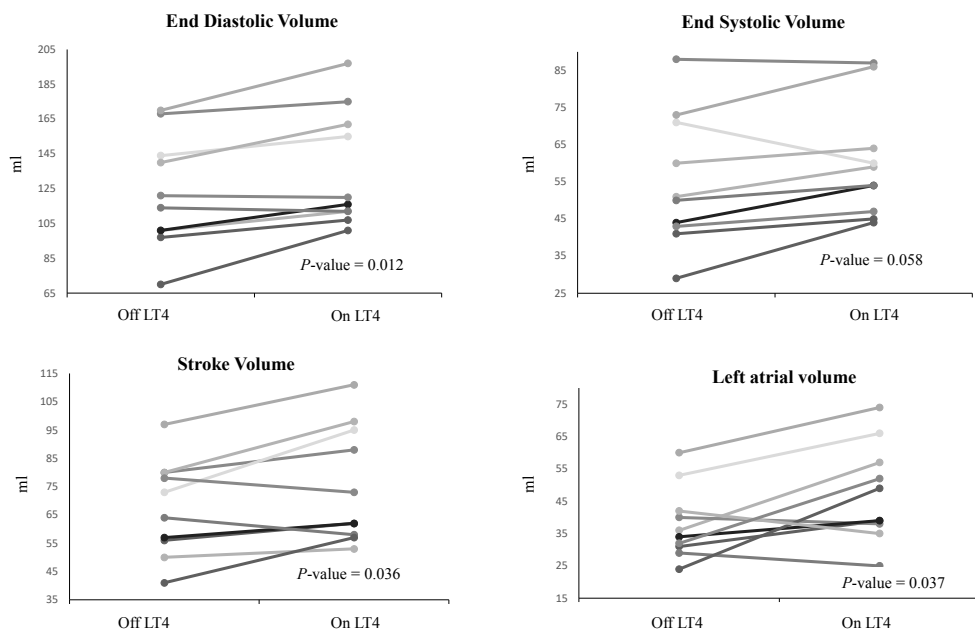 End Diastolic Volume
205
185
165
145
125
105
85
65
ml
P-value = 0.012
Off LT4
On LT4
End Systolic Volume
85
75
65
55
45
35
25
ml
P-value = 0.058
Off LT4
On LT4
Stroke Volume
115
105
95
85
75
65
55
45
35
ml
P-value = 0.036
Off LT4
On LT4
Left atrial volume
75
65
55
45
35
25
15
ml
P-value = 0.037
Off LT4
On LT4